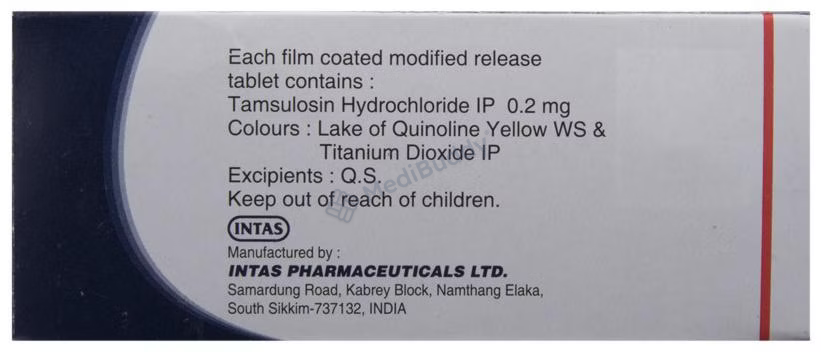 Each film coated modified release
tablet contains :
Tamsulosin Hydrochloride IP 0.2 mg
Colours : Lake of Quinoline Yellow WS &
Titanium Dioxide IP
Excipients : Q.S.
Keep out of reach of children.
MediBuddy
INTAS
Manufactured by :
INTAS PHARMACEUTICALS LTD.
Samardung Road, Kabrey Block, Namthang Elaka,
South Sikkim-737132, INDIA